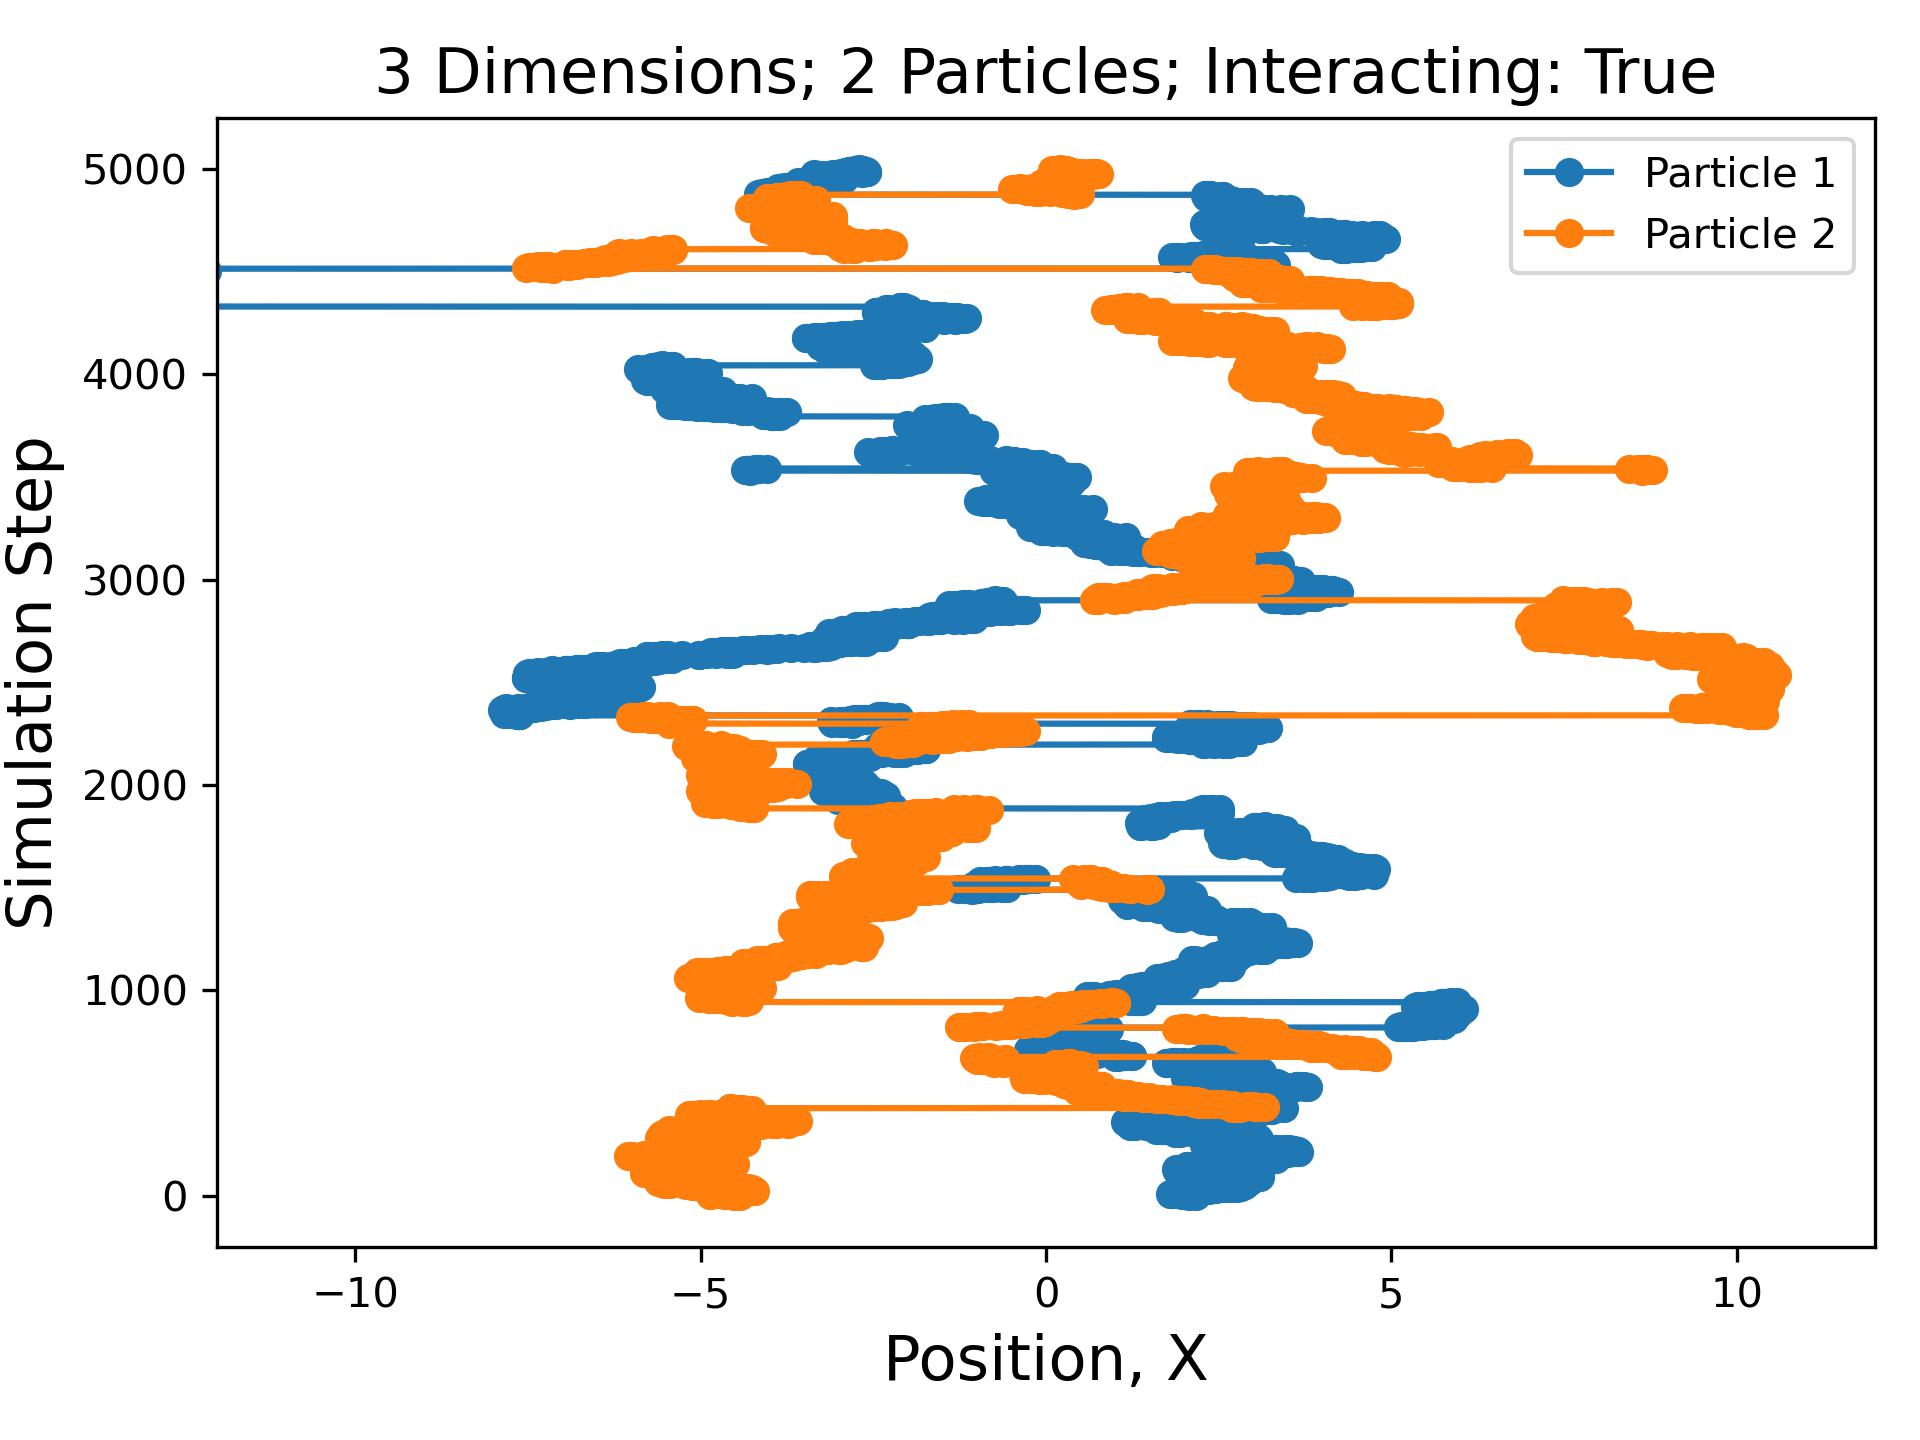 3 Dimensions; 2 Particles; Interacting: True
Particle 1
Particle 2
Simulation Step
5000
4000
3000
2000
1000
0
−10
−5
0
5
10
Position, X